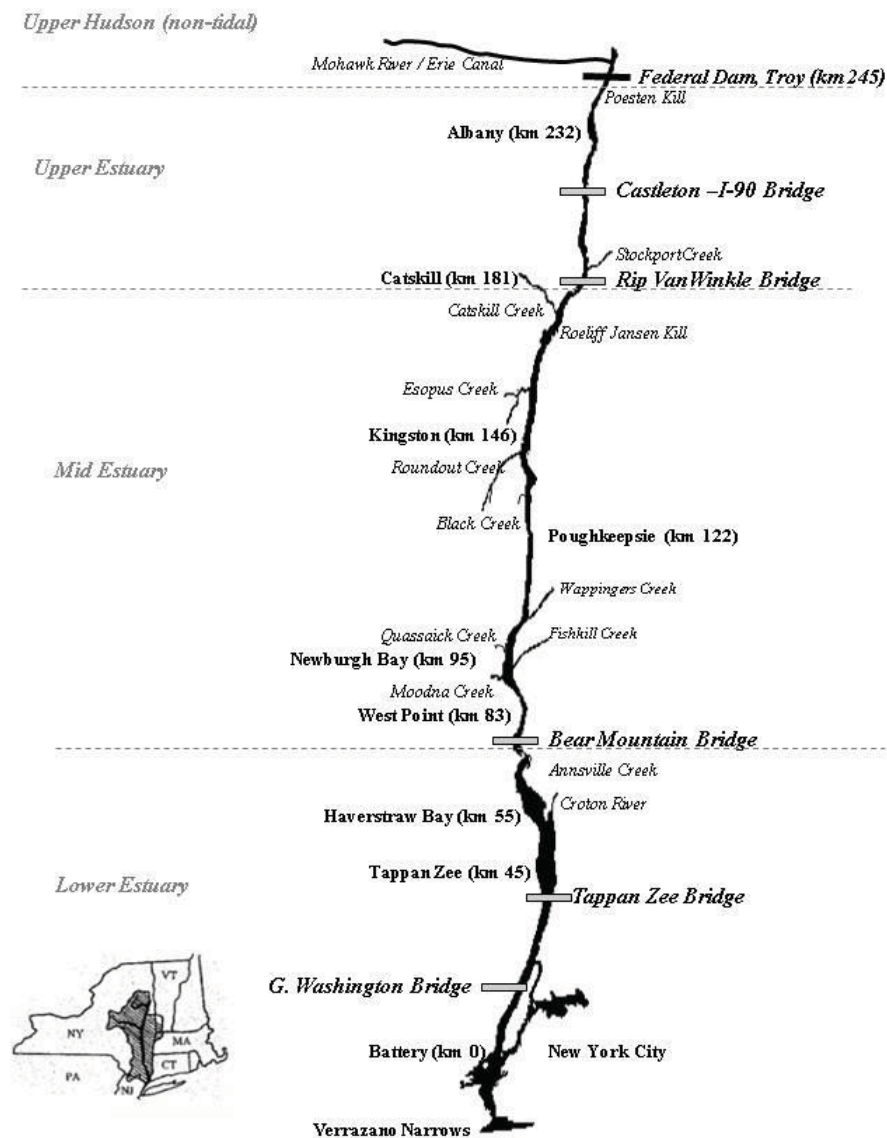 Upper Hudson (non-tidal)
Mohawk River / Erie Canal
Federal Dam, Troy (km 245)
Poesten Kill
Albany (km 232)
Upper Estuary
Castleton –I-90 Bridge
Stockport Creek
Catskill (km 181)
Rip VanWinkle Bridge
Catskill Creek
Roeliff Jansen Kill
Esopus Creek
Kingston (km 146)
Mid Estuary
Roundout Creek
Black Creek
Poughkeepsie (km 122)
Wappingers Creek
Quassaick Creek
Fishkill Creek
Newburgh Bay (km 95)
Moodna Creek
West Point (km 83)
Bear Mountain Bridge
Annsville Creek
Croton River
Haverstraw Bay (km 55)
Tappan Zee (km 45)
Lower Estuary
Tappan Zee Bridge
G. Washington Bridge
VT
NY
MA
CT
PA
NJ
Battery (km 0)
New York City
Verrazano Narrows